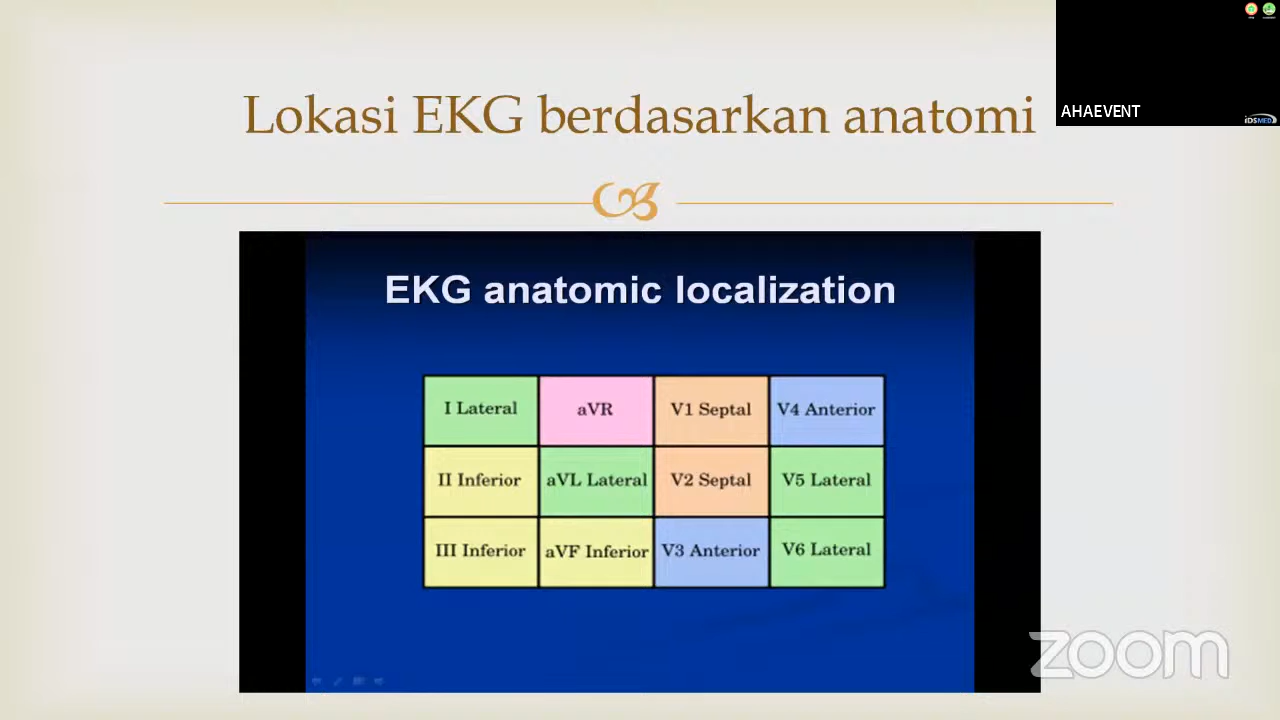 Lokasi EKG berdasarkan anatomi
AHAEVENT
iDSMED
EKG anatomic localization
I Lateral aVR V1 Septal V4 Anterior
II Inferior aVL Lateral V2 Septal V5 Lateral
III Inferior aVF Inferior V3 Anterior V6 Lateral
zoom